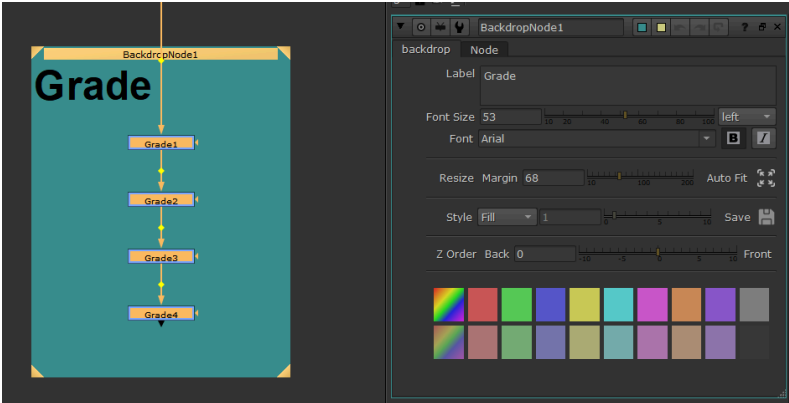 BackdropNode1
Grade
Grade1
Grade2
Grade3
Grade4
BackdropNode1
?
backdrop Node
Label Grade
Font Size 53 10 20 40 60 80 100 left
Font Arial B I
Resize Margin 68 10 100 200 Auto Fit
Style Fill 1 0 5 10 Save
Z Order Back 0 -10 -5 0 5 10 Front